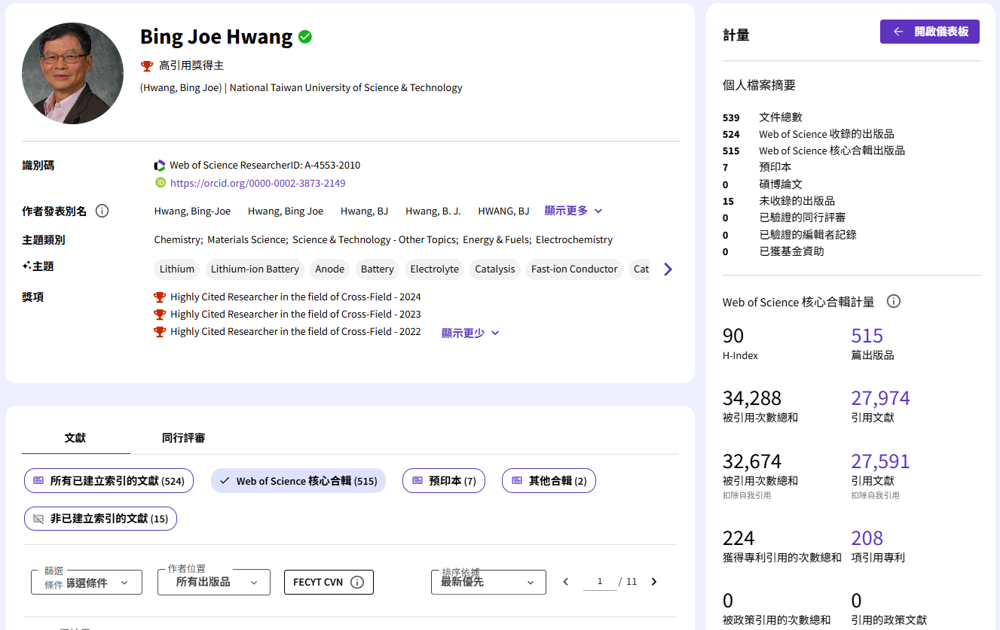 Bing Joe Hwang
高引用獎得主
(Hwang, Bing Joe) | National Taiwan University of Science & Technology
識別碼
Web of Science ResearcherID: A-4553-2010
iD https://orcid.org/0000-0002-3873-2149
作者發表別名
Hwang, Bing-Joe Hwang, Bing Joe Hwang, BJ Hwang, B. J. HWANG, BJ 顯示更多
主題類別
Chemistry; Materials Science; Science & Technology - Other Topics; Energy & Fuels; Electrochemistry
主題
Lithium Lithium-ion Battery Anode Battery Electrolyte Catalysis Fast-ion Conductor Cat
獎項
Highly Cited Researcher in the field of Cross-Field - 2024
Highly Cited Researcher in the field of Cross-Field - 2023
Highly Cited Researcher in the field of Cross-Field - 2022 顯示更少
文獻 同行評審
所有已建立索引的文獻 (524) Web of Science 核心合輯 (515) 預印本 (7) 其他合輯 (2)
非已建立索引的文獻 (15)
篩選條件 篩選條件
作者位置
所有出版品
FECYT CVN
排序依據
最新優先
1 / 11
計量
開啟儀表板
個人檔案摘要
539 文件總數
524 Web of Science 收錄的出版品
515 Web of Science 核心合輯出版品
7 預印本
0 碩博論文
15 未收錄的出版品
0 已驗證的同行評審
0 已驗證的編輯者記錄
0 已獲基金資助
Web of Science 核心合輯計量
90 515
H-Index 篇出版品
34,288 27,974
被引用次數總和 引用文獻
32,674 27,591
被引用次數總和 引用文獻
扣除自我引用 扣除自我引用
224 208
獲得專利引用的次數總和 項引用專利
0 0
被政策引用的次數總和 引用的政策文獻